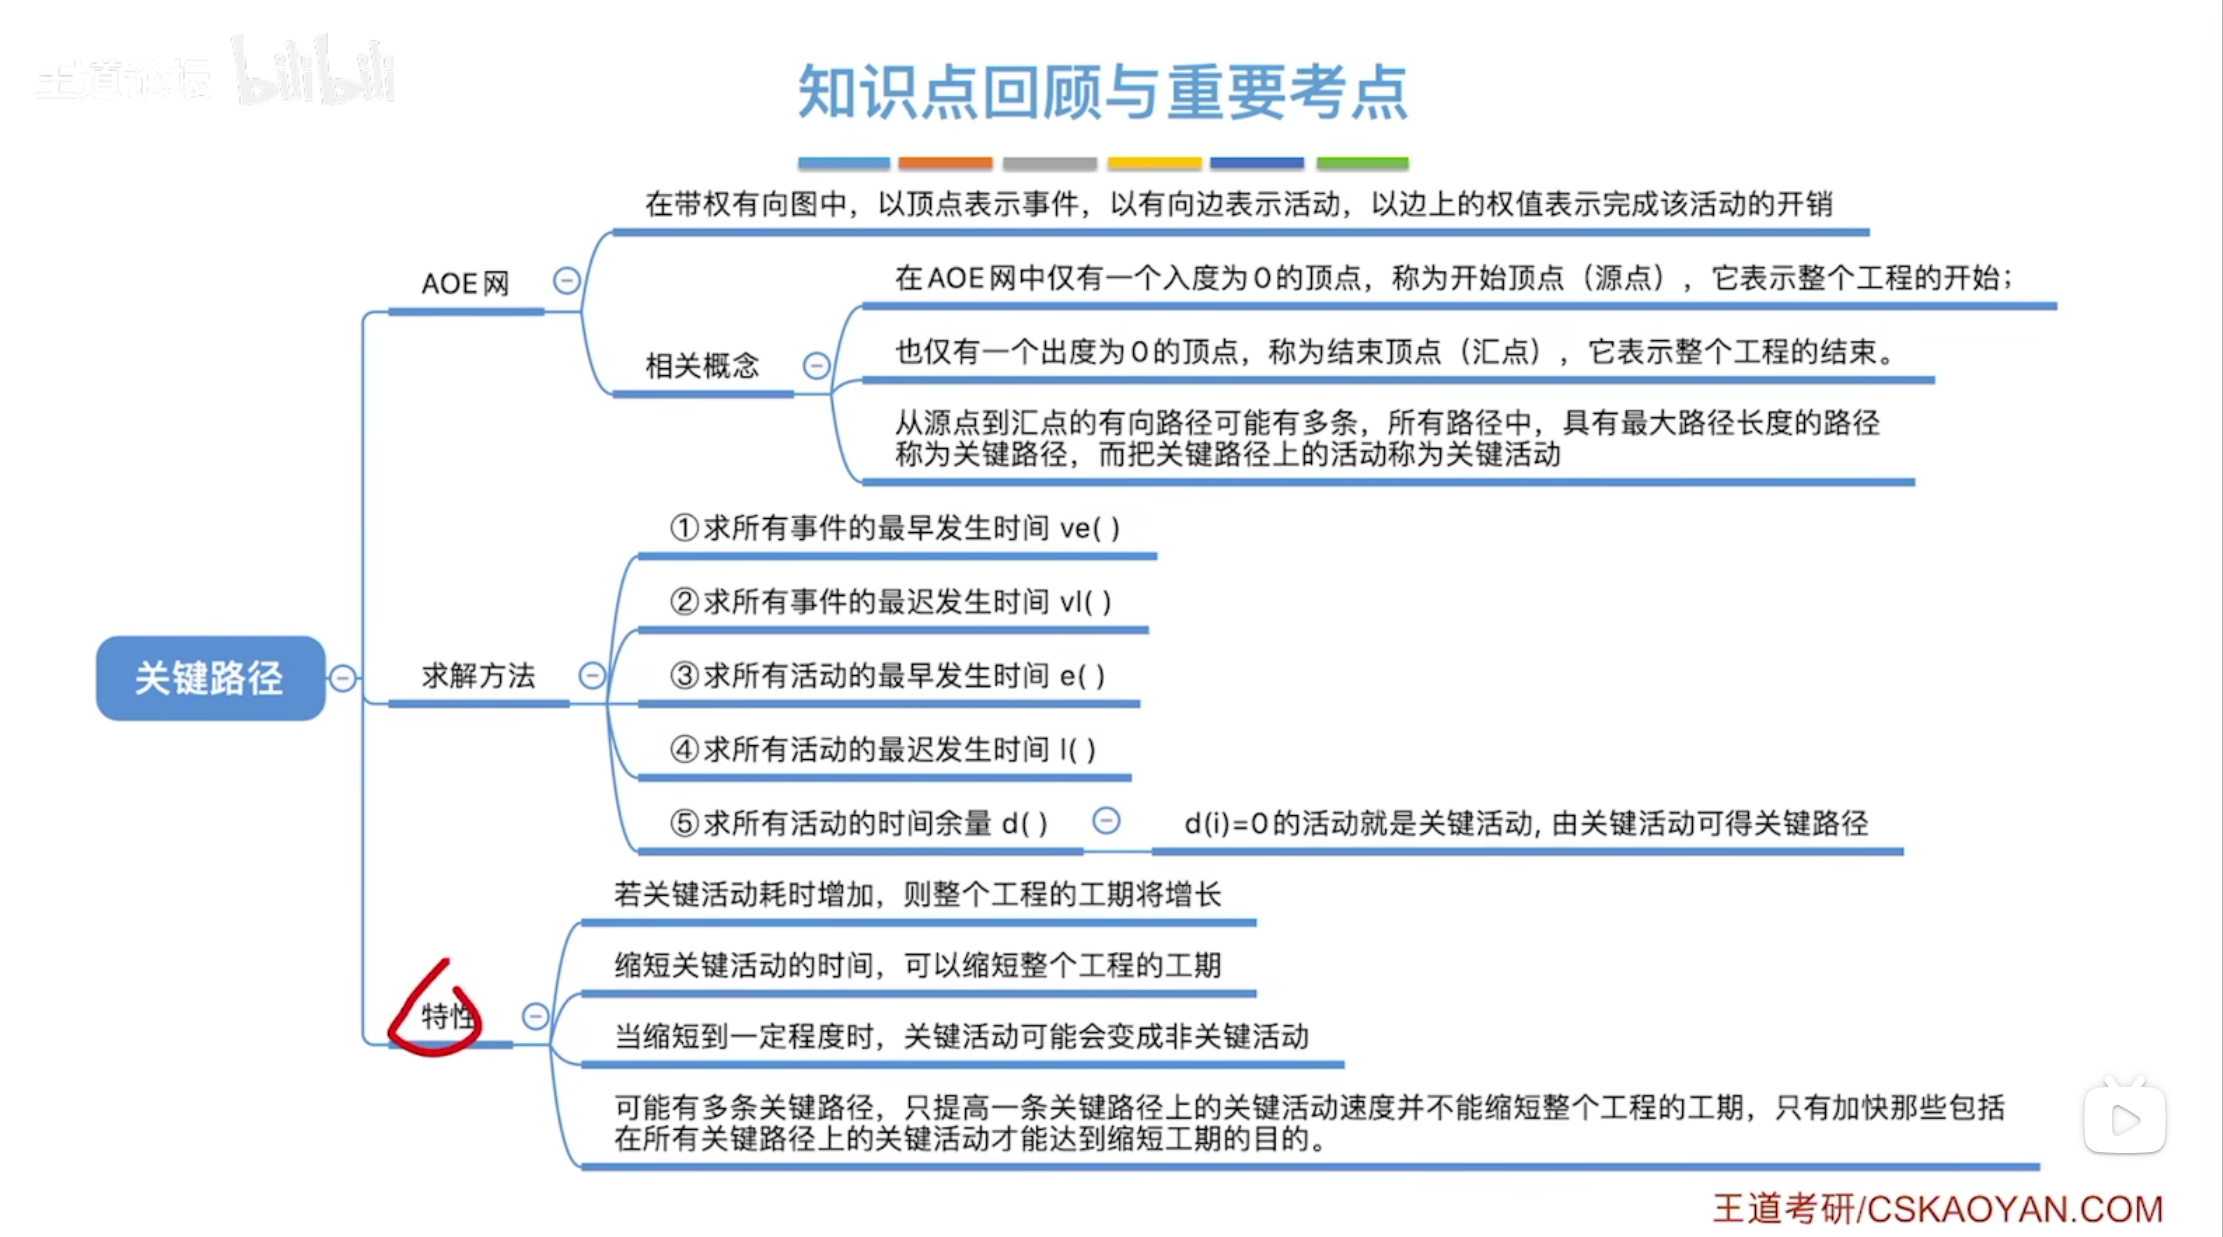 王道论坛 bilibili
知识点回顾与重要考点
在带权有向图中，以顶点表示事件，以有向边表示活动，以边上的权值表示完成该活动的开销
AOE网
在AOE网中仅有一个入度为0的顶点，称为开始顶点（源点），它表示整个工程的开始；
相关概念
也仅有一个出度为0的顶点，称为结束顶点（汇点），它表示整个工程的结束。
从源点到汇点的有向路径可能有多条，所有路径中，具有最大路径长度的路径
称为关键路径，而把关键路径上的活动称为关键活动
关键路径
求解方法
①求所有事件的最早发生时间 ve( )
②求所有事件的最迟发生时间 vl( )
③求所有活动的最早发生时间 e( )
④求所有活动的最迟发生时间 l( )
⑤求所有活动的时间余量 d( )
d(i)=0的活动就是关键活动, 由关键活动可得关键路径
特性
若关键活动耗时增加，则整个工程的工期将增长
缩短关键活动的时间，可以缩短整个工程的工期
当缩短到一定程度时，关键活动可能会变成非关键活动
可能有多条关键路径，只提高一条关键路径上的关键活动速度并不能缩短整个工程的工期，只有加快那些包括
在所有关键路径上的关键活动才能达到缩短工期的目的。
王道考研/CSKAOYAN.COM